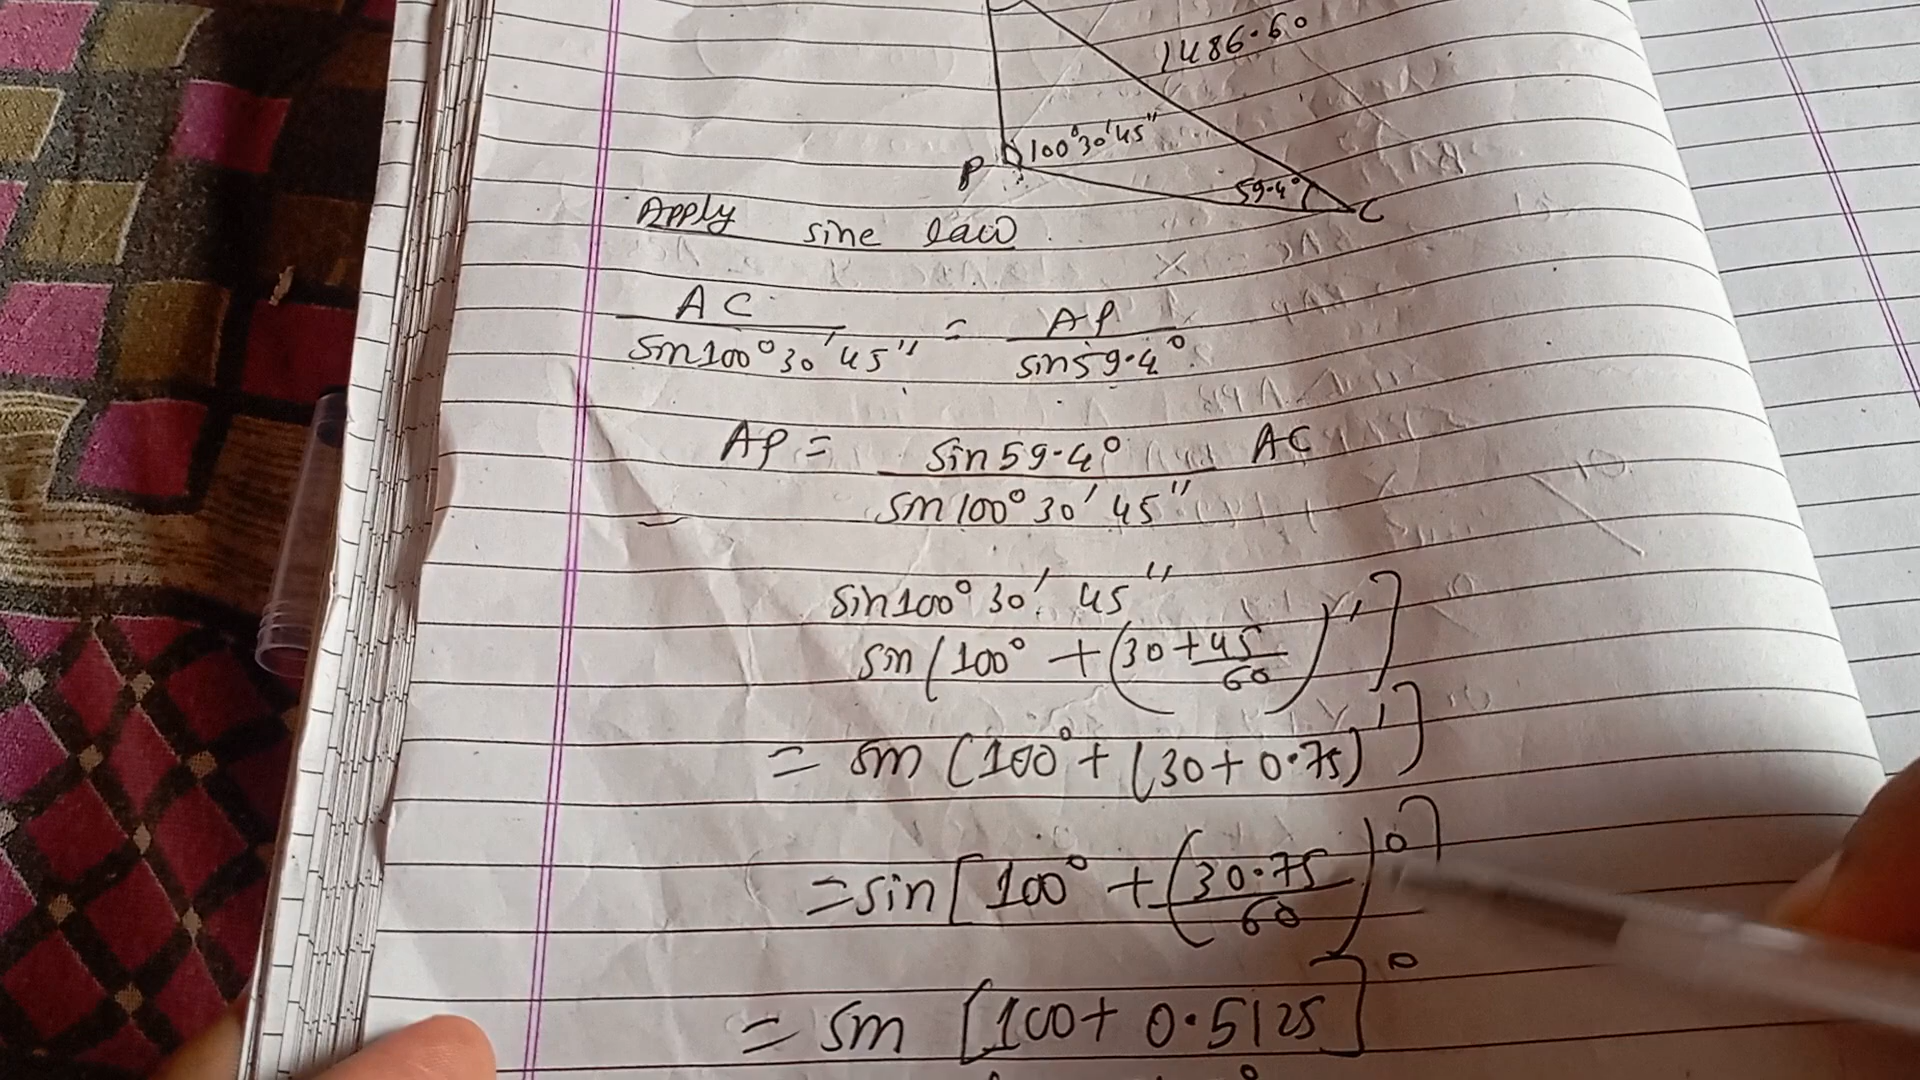 1486.60
100°30'45"
P
59.4°
C
Apply sine law
AC / sin100°30'45" = AP / sin59.4°
AP = sin59.4° / sin100°30'45" AC
=
sin100°30'45"
sin(100° + (30+45/60)')]
= sin(100° + (30+0.75)')]
= sin[100° + (30.75/60)°]
= sin[100+0.5125]°